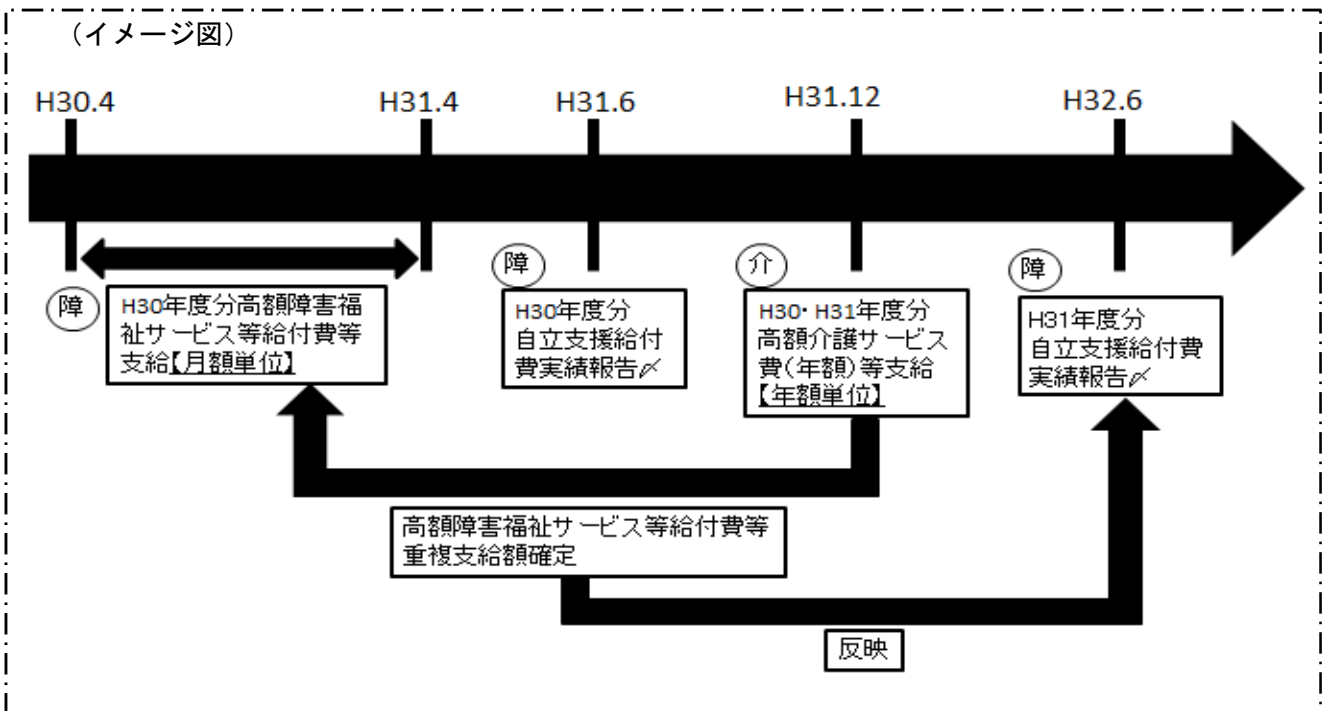 （イメージ図）
H30.4
H31.4
H31.6
H31.12
H32.6
障
H30年度分高額障害福
祉サービス等給付費等
支給【月額単位】
障
H30年度分
自立支援給付
費実績報告〆
介
H30・H31年度分
高額介護サービス
費（年額）等支給
【年額単位】
障
H31年度分
自立支援給付費
実績報告〆
高額障害福祉サービス等給付費等
重複支給額確定
反映